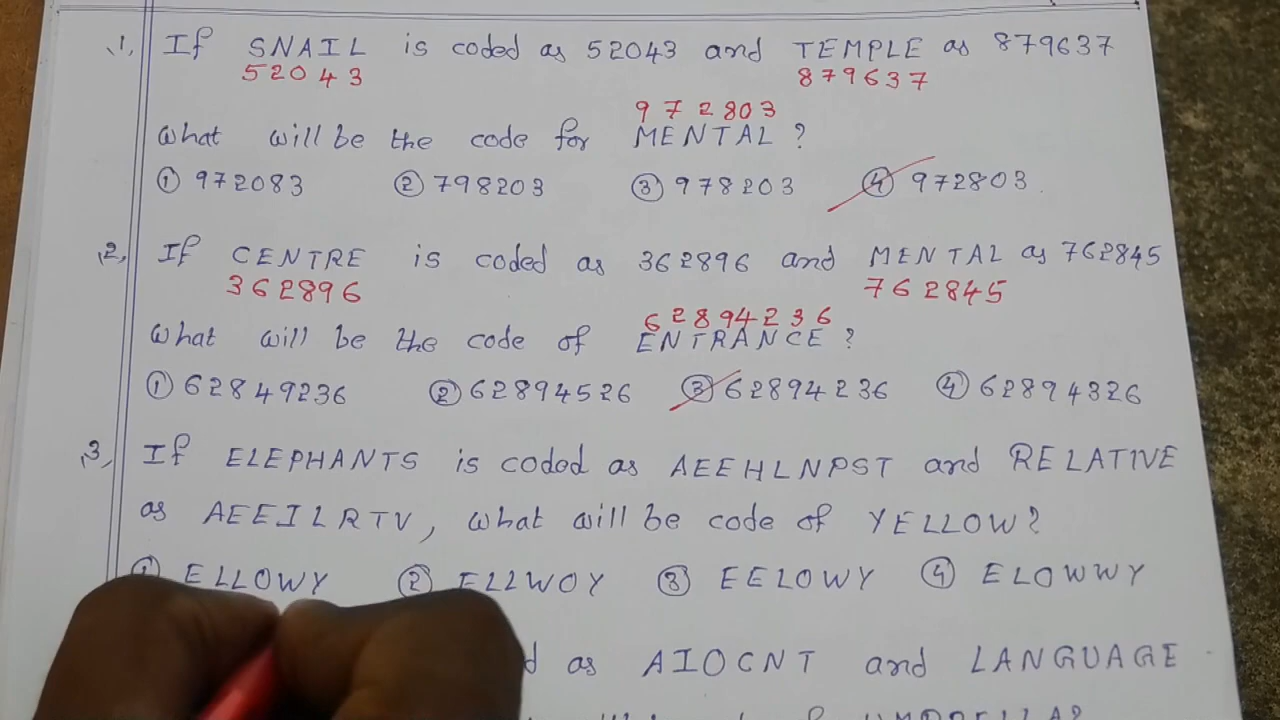 1, If SNAIL is coded as 52043 and TEMPLE as 879637
52043 879637
972803
What will be the code for MENTAL ?
① 972083 ② 798203 ③ 978203 ④ 972803.
2, If CENTRE is coded as 362896 and MENTAL as 762845
362896 762845
62894236
What will be the code of ENTRANCE ?
① 62849236 ② 62894526 ③ 62894236 ④ 62894326
3, If ELEPHANTS is coded as AEEHLNPST and RELATIVE
as AEEILRTV, What will be code of YELLOW?
① ELLOWY ② ELLWOY ③ EELOWY ④ ELOWWY
as AIOCNT and LANGUAGE